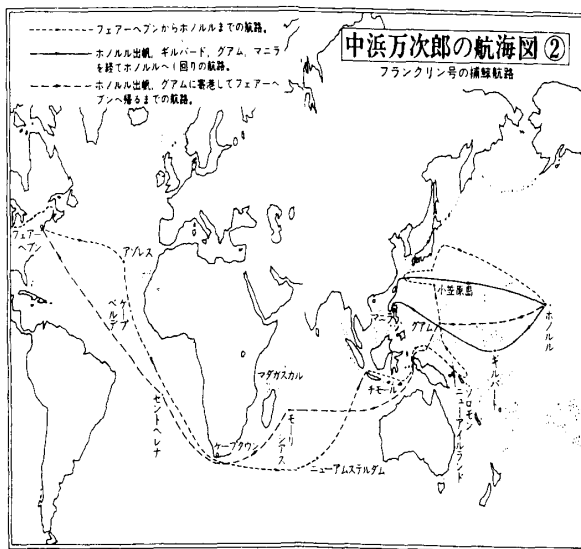 フェアーヘブンからホノルルまでの航路。
ホノルル出帆、ギルバード、グアム、マニラ
を経てホノルルへ1回りの航路。
ホノルル出帆、グアムに寄港してフェアーヘ
ブンへ帰るまでの航路。
中浜万次郎の航海図②
フランクリン号の捕鯨航路
フェアー
ヘブン
アゾレス
ケープ
ベルデ
セントヘレナ
ケープタウン
マダガスカル
モーリ
シアス
ニューアムステルダム
チモール
マニラ
グアム
小笠原島
ホノルル
ギルバート
ソロモン
ニューアイルランド